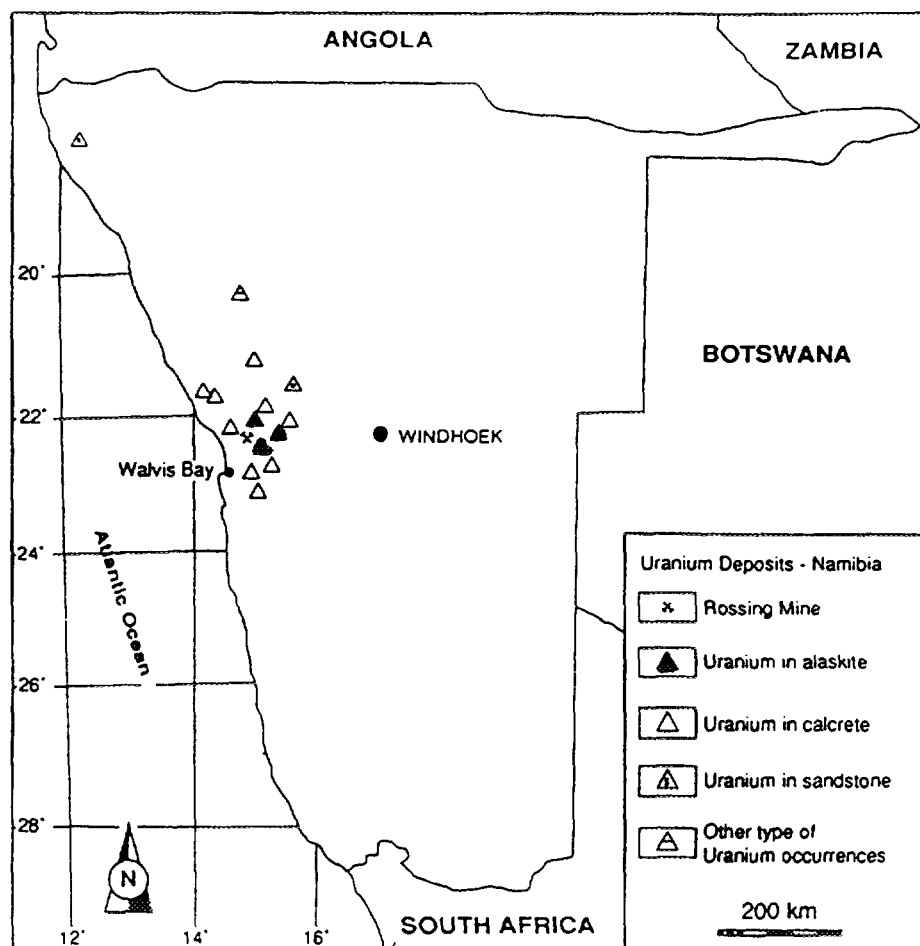 ANGOLA
ZAMBIA
20°
BOTSWANA
22°
WINDHOEK
Walvis Bay
24°
Atlantic Ocean
Uranium Deposits - Namibia
Rossing Mine
Uranium in alaskite
26°
Uranium in calcrete
Uranium in sandstone
28°
Other type of
Uranium occurrences
N
200 km
12°
14°
16°
SOUTH AFRICA